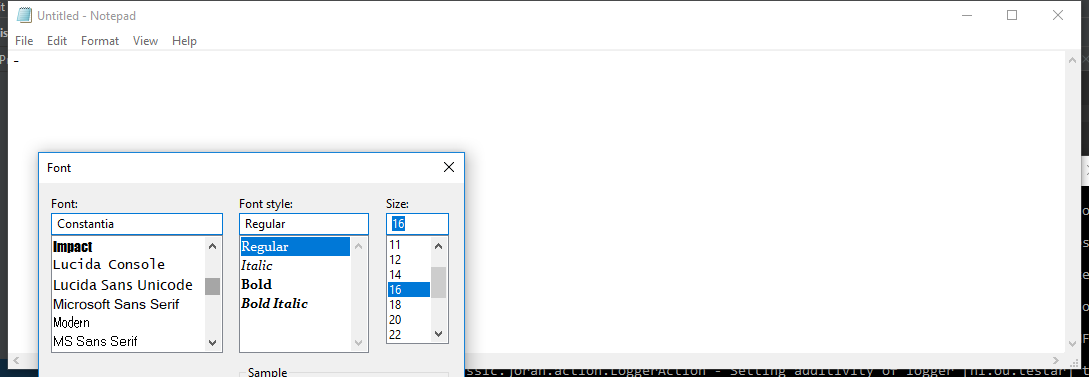 Untitled - Notepad
File Edit Format View Help
-
Font
Font: Font style: Size:
Constantia Regular 16
Impact Regular 11
Lucida Console Italic 12
Lucida Sans Unicode Bold 14
Microsoft Sans Serif Bold Italic 16
Modern 18
MS Sans Serif 20
22
Sample
ssic.joran.action.LoggerAction - Setting additivity of logger [nl.ou.testar]